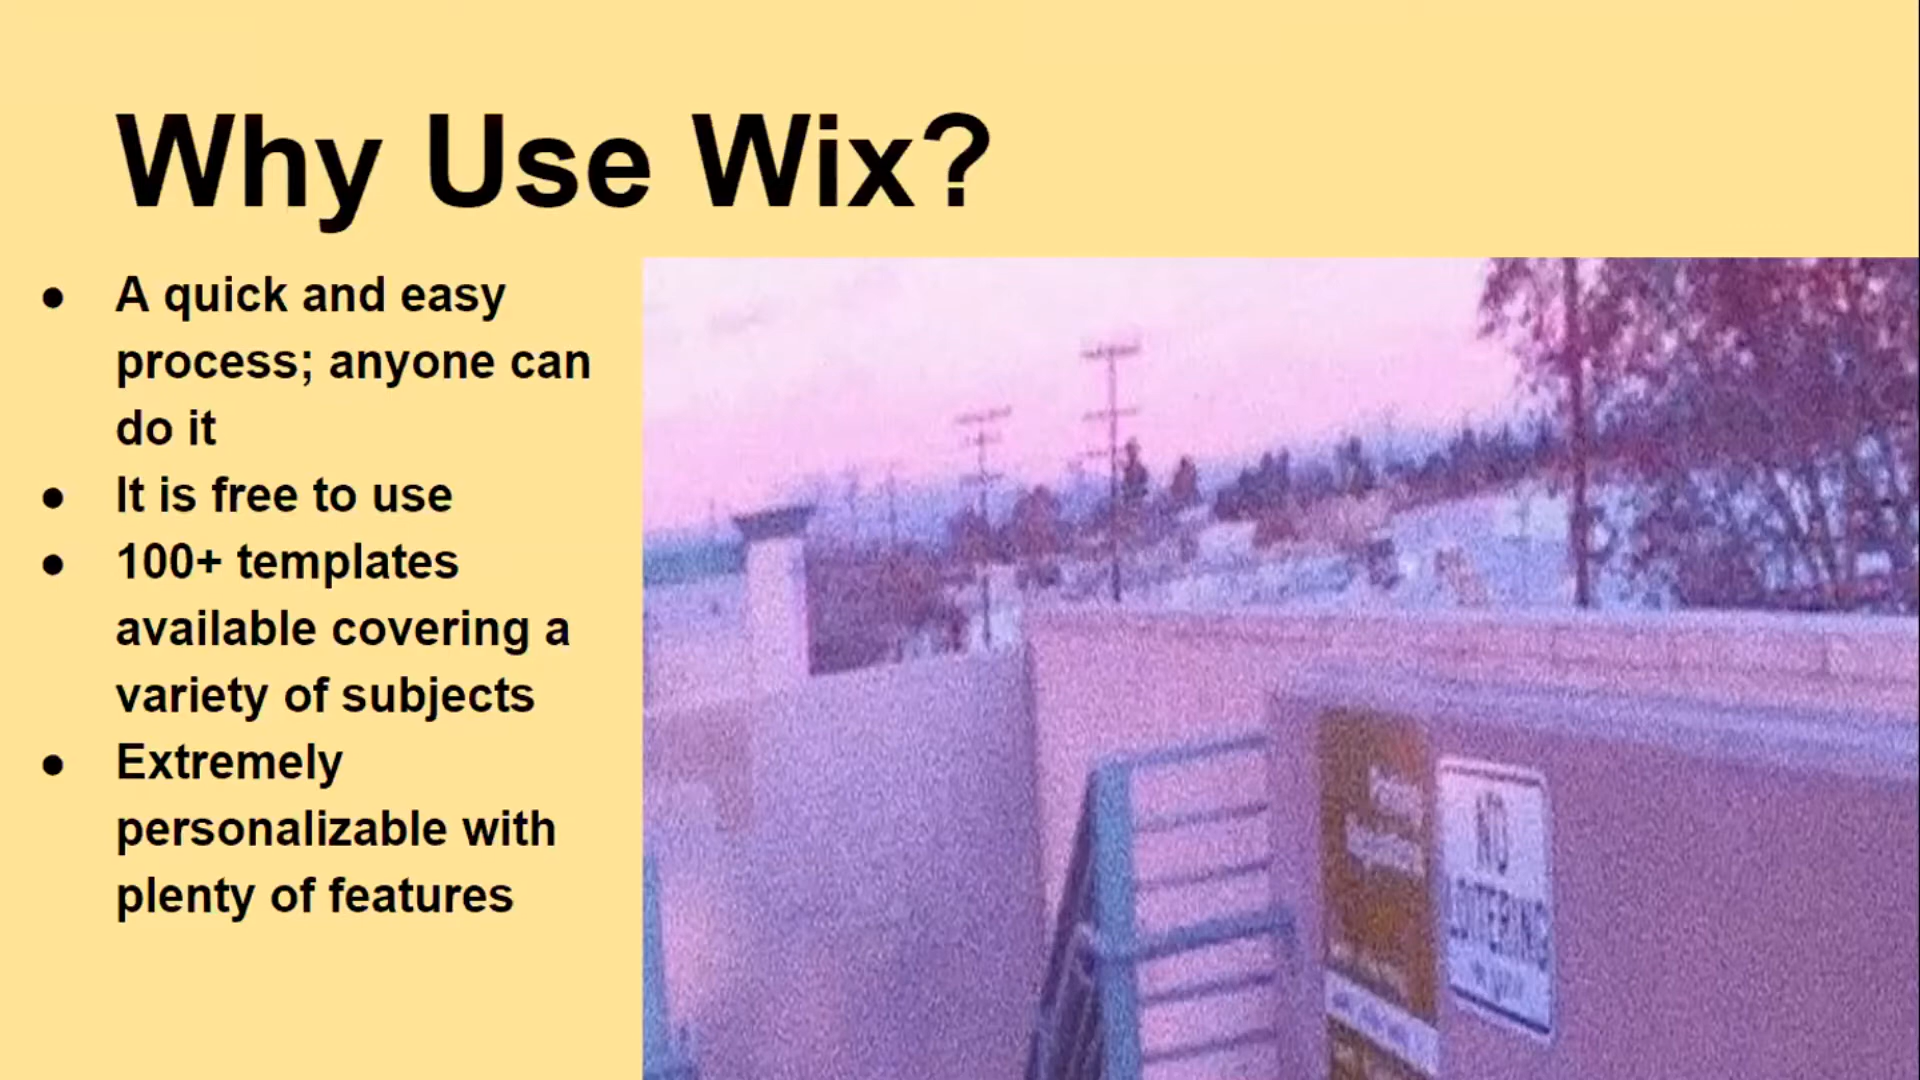 Why Use Wix?
● A quick and easy
process; anyone can
do it
● It is free to use
● 100+ templates
available covering a
variety of subjects
● Extremely
personalizable with
plenty of features
NO
LOITERING